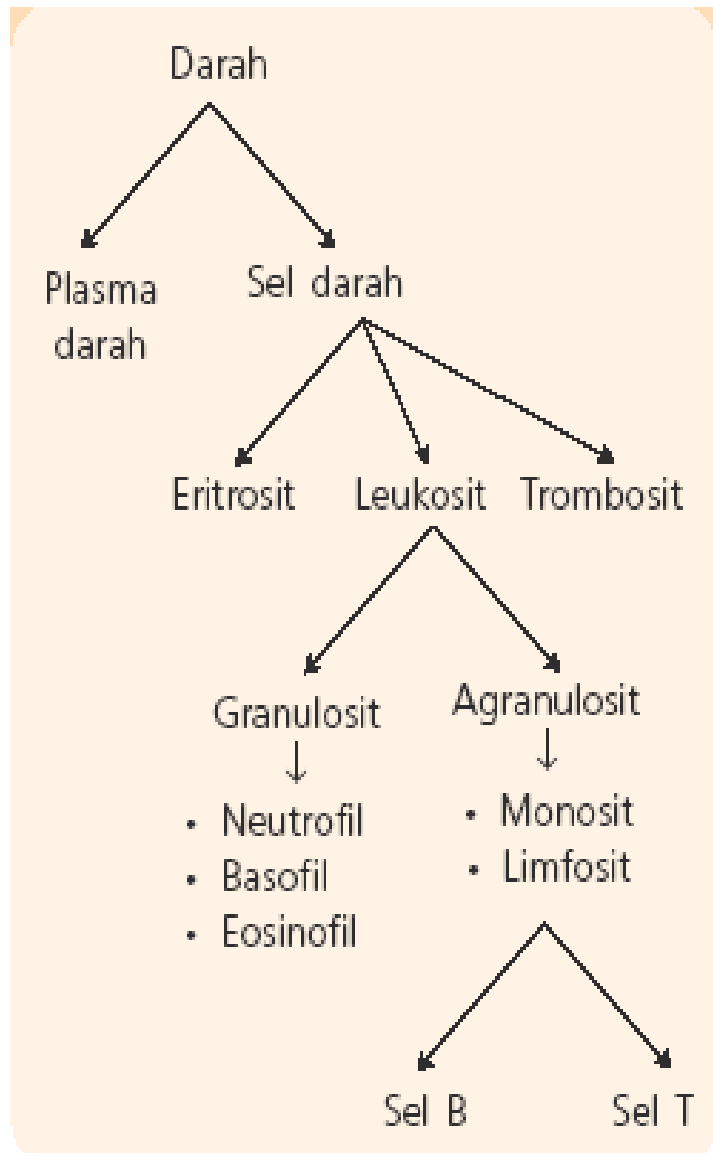 Darah
Plasma
darah
Sel darah
Eritrosit
Leukosit
Trombosit
Granulosit
Agranulosit
• Neutrofil
• Basofil
• Eosinofil
• Monosit
• Limfosit
Sel B
Sel T